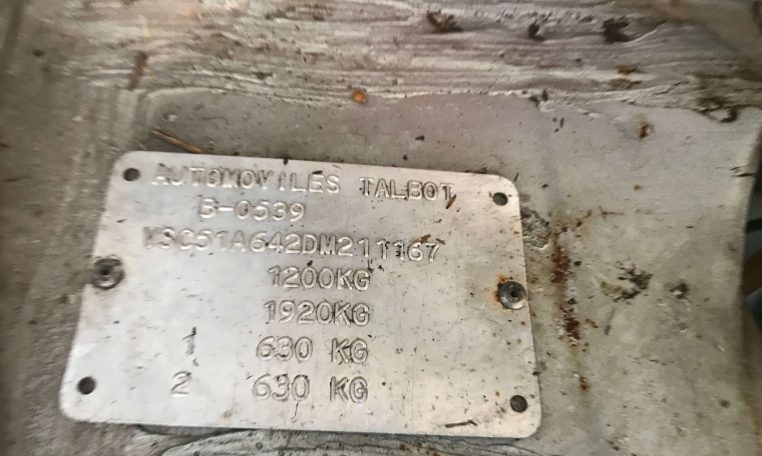 AUTOMOVILES TALBOT
B-0539
VSC51A642DM211167
1200KG
1920KG
1 630 KG
2 630 KG